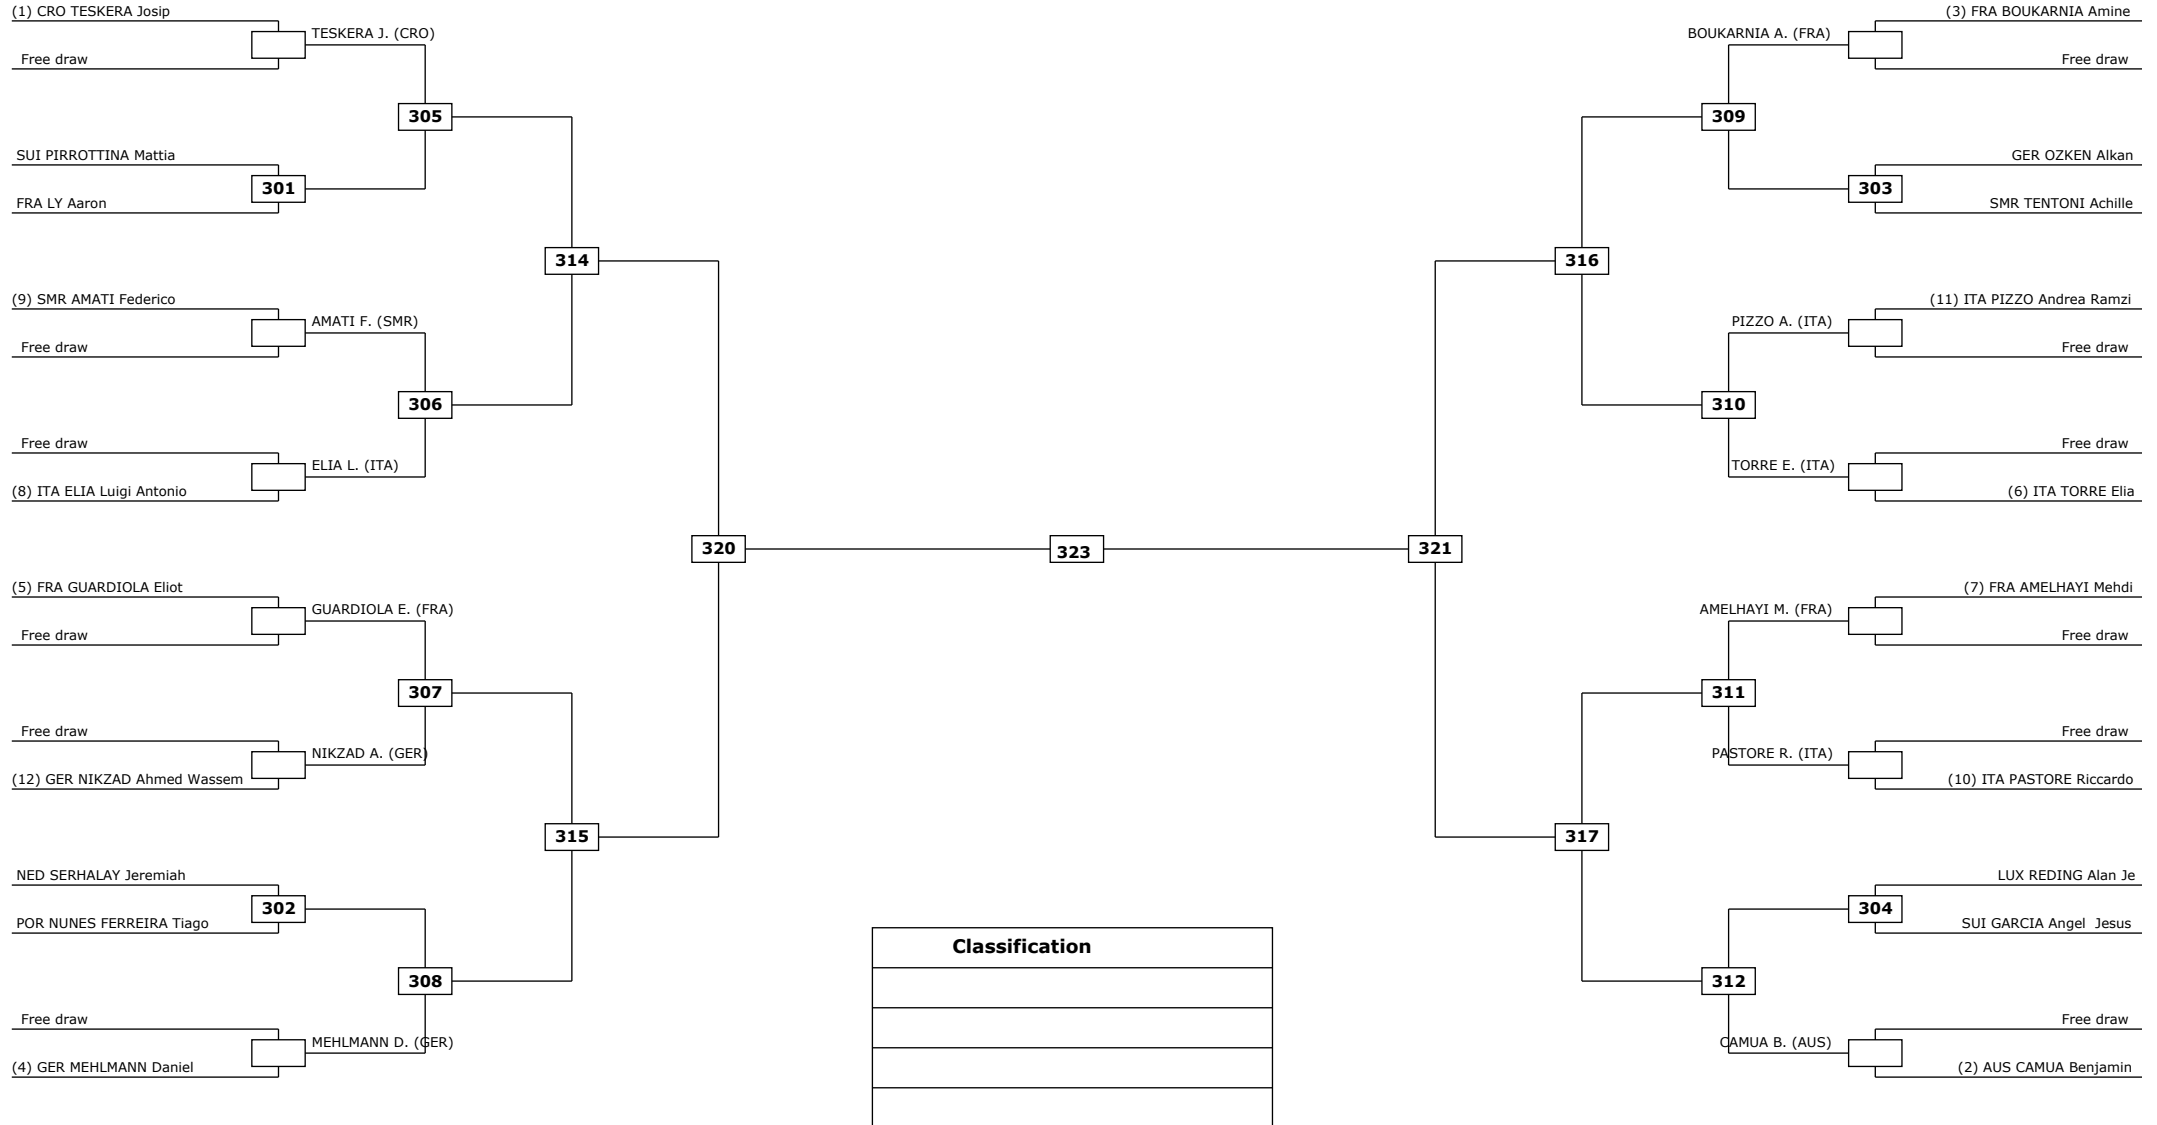 (1) CRO TESKERA Josip
TESKERA J. (CRO)
Free draw
305
SUI PIRROTTINA Mattia
301
FRA LY Aaron
314
(9) SMR AMATI Federico
AMATI F. (SMR)
Free draw
306
Free draw
ELIA L. (ITA)
(8) ITA ELIA Luigi Antonio
320
(5) FRA GUARDIOLA Eliot
GUARDIOLA E. (FRA)
Free draw
307
Free draw
NIKZAD A. (GER)
(12) GER NIKZAD Ahmed Wassem
315
NED SERHALAY Jeremiah
302
POR NUNES FERREIRA Tiago
308
Free draw
MEHLMANN D. (GER)
(4) GER MEHLMANN Daniel
323
Classification
(3) FRA BOUKARNIA Amine
BOUKARNIA A. (FRA)
Free draw
309
GER OZKEN Alkan
303
SMR TENTONI Achille
316
(11) ITA PIZZO Andrea Ramzi
PIZZO A. (ITA)
Free draw
310
Free draw
TORRE E. (ITA)
(6) ITA TORRE Elia
321
(7) FRA AMELHAYI Mehdi
AMELHAYI M. (FRA)
Free draw
311
Free draw
PASTORE R. (ITA)
(10) ITA PASTORE Riccardo
317
LUX REDING Alan Je
304
SUI GARCIA Angel  Jesus
312
Free draw
CAMUA B. (AUS)
(2) AUS CAMUA Benjamin